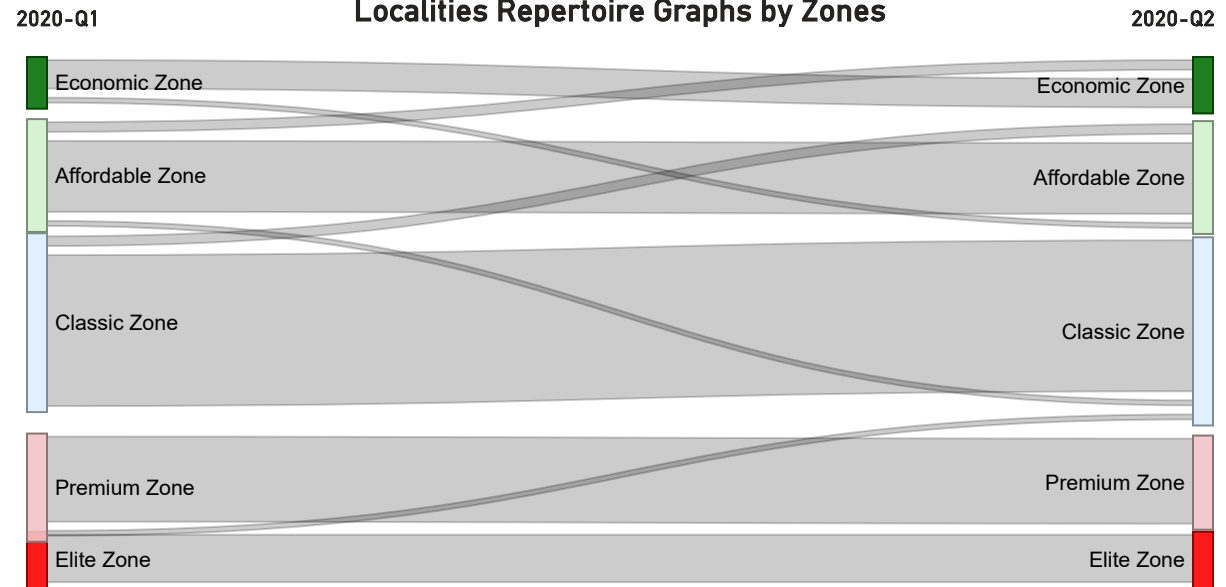 Localities Repertoire Graphs by Zones
2020-Q1
2020-Q2
Economic Zone
Economic Zone
Affordable Zone
Affordable Zone
Classic Zone
Classic Zone
Premium Zone
Premium Zone
Elite Zone
Elite Zone